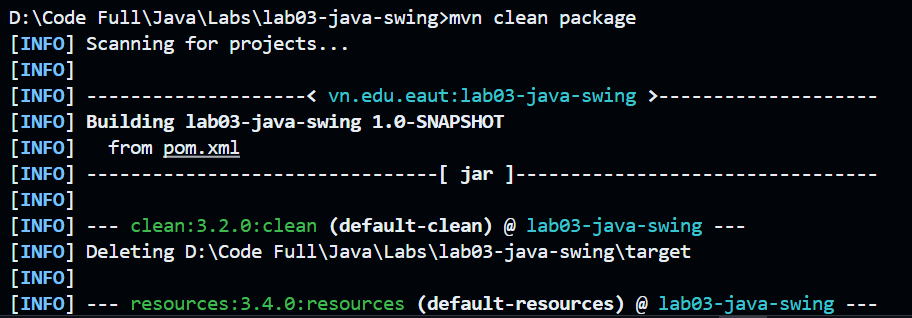 D:\Code Full\Java\Labs\lab03-java-swing>mvn clean package
[INFO] Scanning for projects...
[INFO]
[INFO] --------------------< vn.edu.eaut:lab03-java-swing >--------------------
[INFO] Building lab03-java-swing 1.0-SNAPSHOT
[INFO]   from pom.xml
[INFO] --------------------------------[ jar ]---------------------------------
[INFO]
[INFO] --- clean:3.2.0:clean (default-clean) @ lab03-java-swing ---
[INFO] Deleting D:\Code Full\Java\Labs\lab03-java-swing\target
[INFO]
[INFO] --- resources:3.4.0:resources (default-resources) @ lab03-java-swing ---